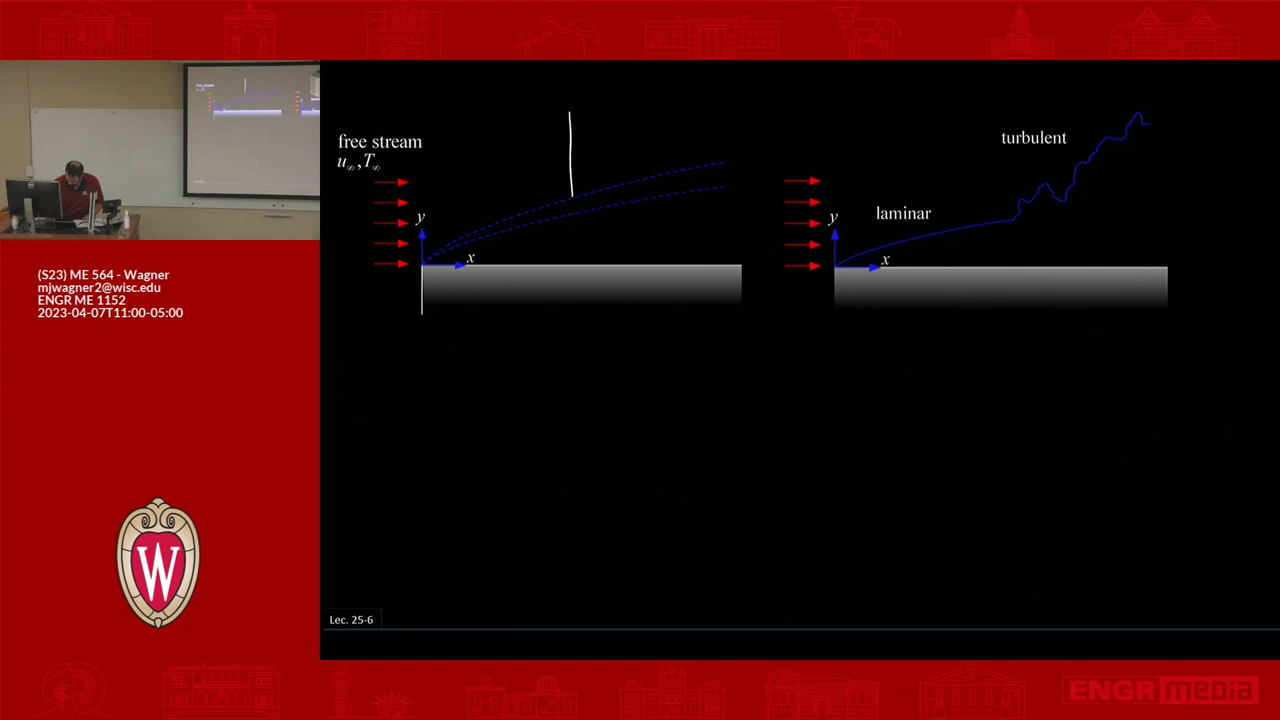 free stream
u∞, T∞
y
x
laminar
turbulent
y
x
(S23) ME 564 - Wagner
mjwagner2@wisc.edu
ENGR ME 1152
2023-04-07T11:00-05:00
W
Lec. 25-6
ENGR media